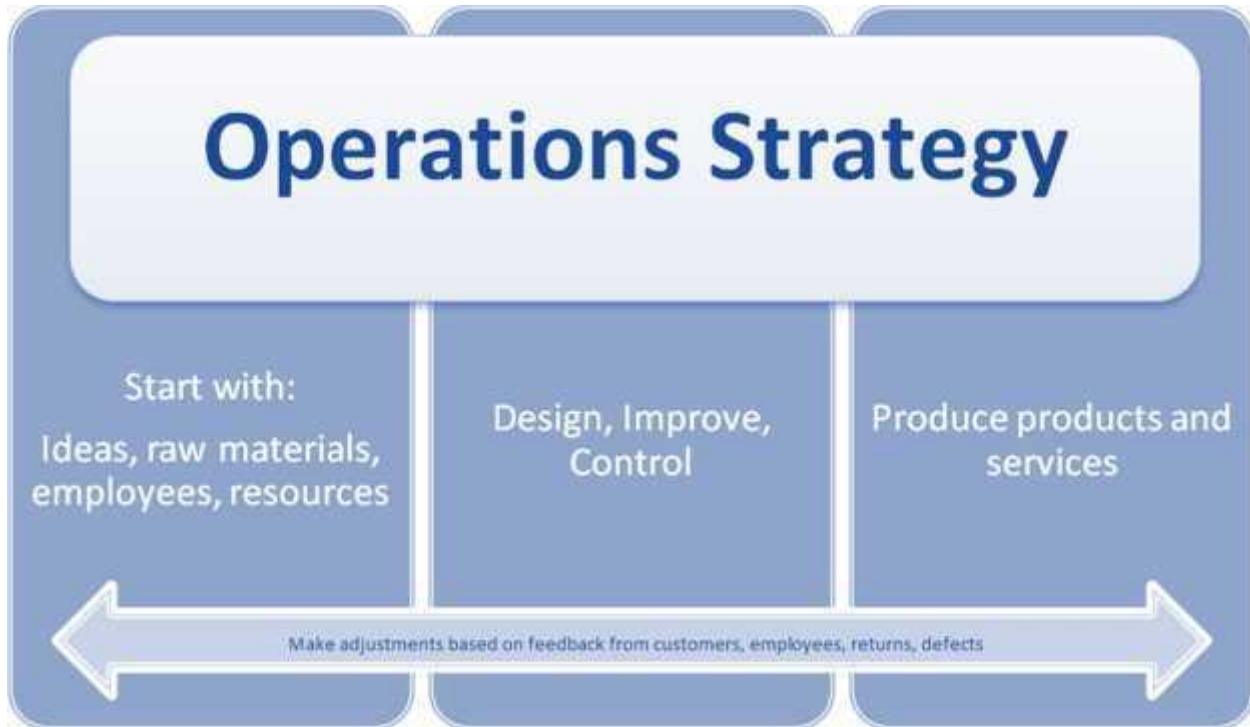 Operations Strategy
Start with:
Ideas, raw materials,
employees, resources
Design, Improve,
Control
Produce products and
services
Make adjustments based on feedback from customers, employees, returns, defects